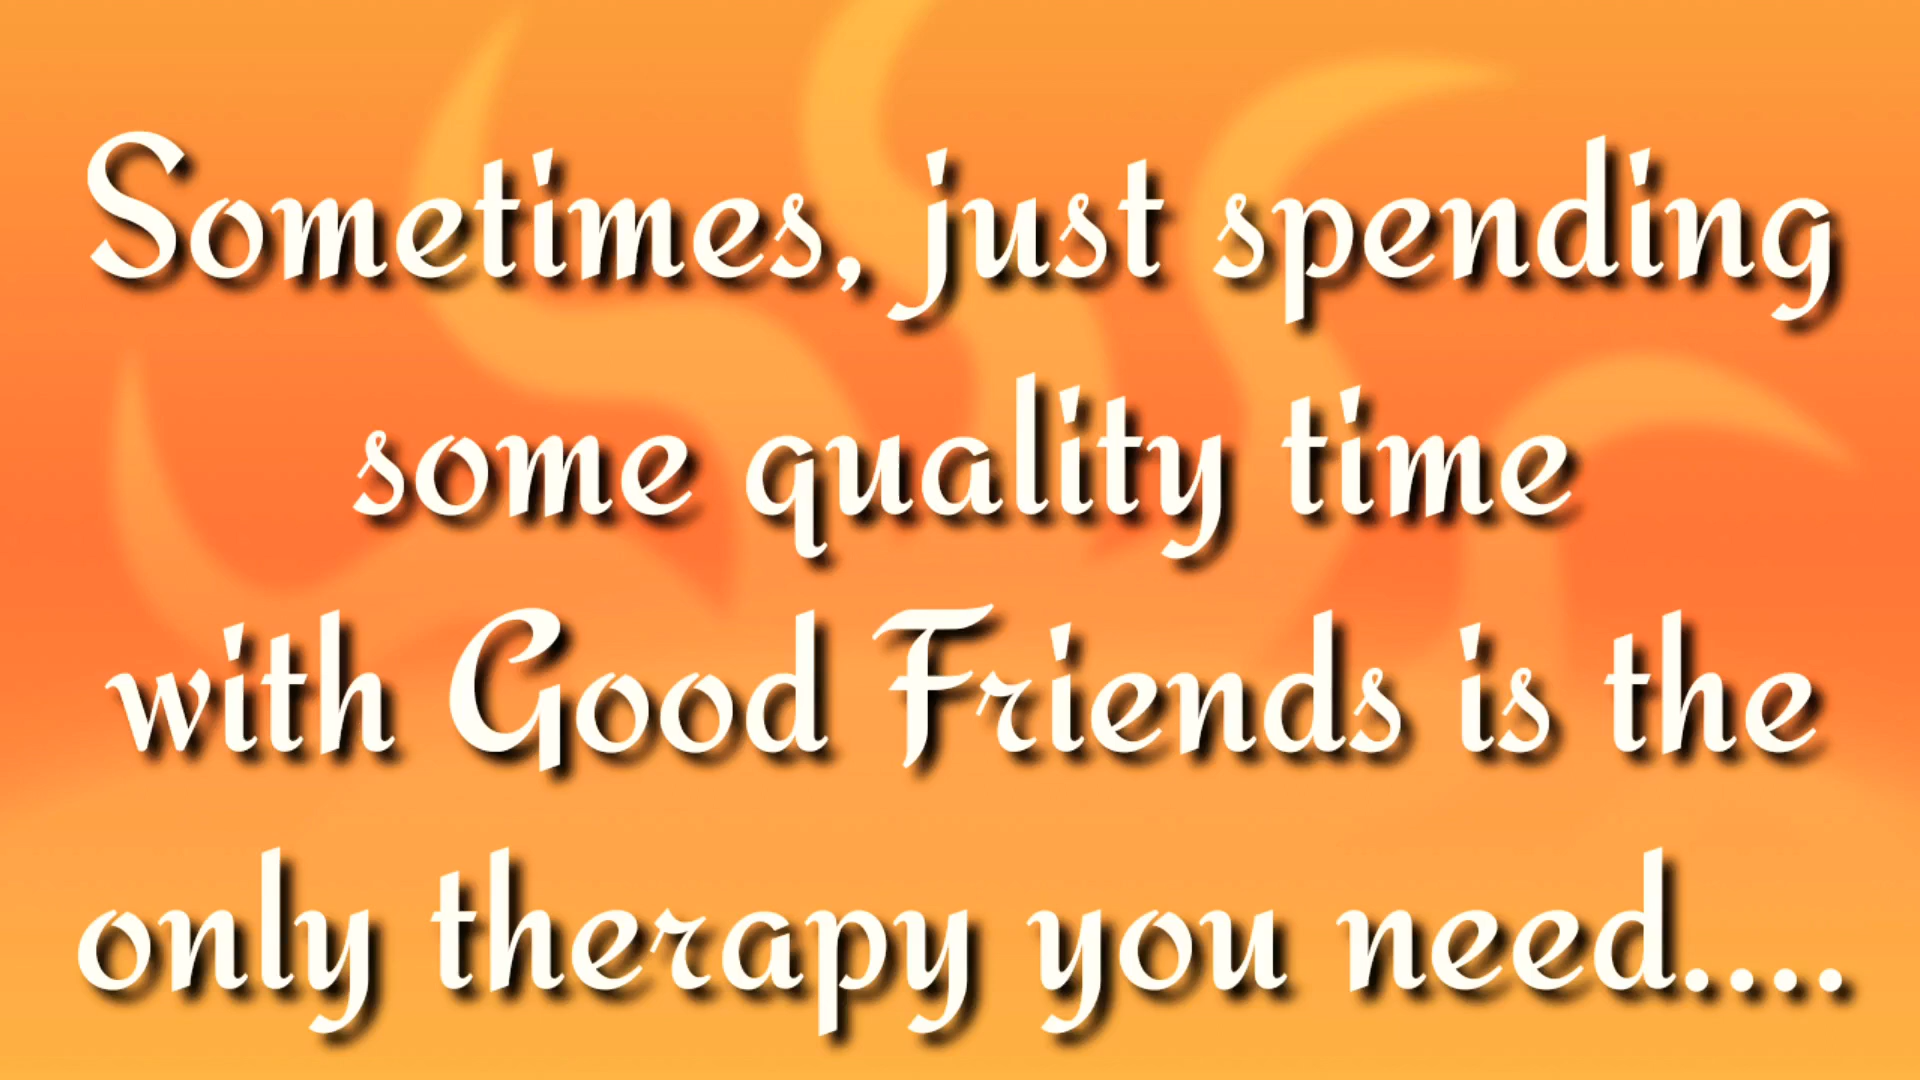 Sometimes, just spending
some quality time
with Good Friends is the
only therapy you need....